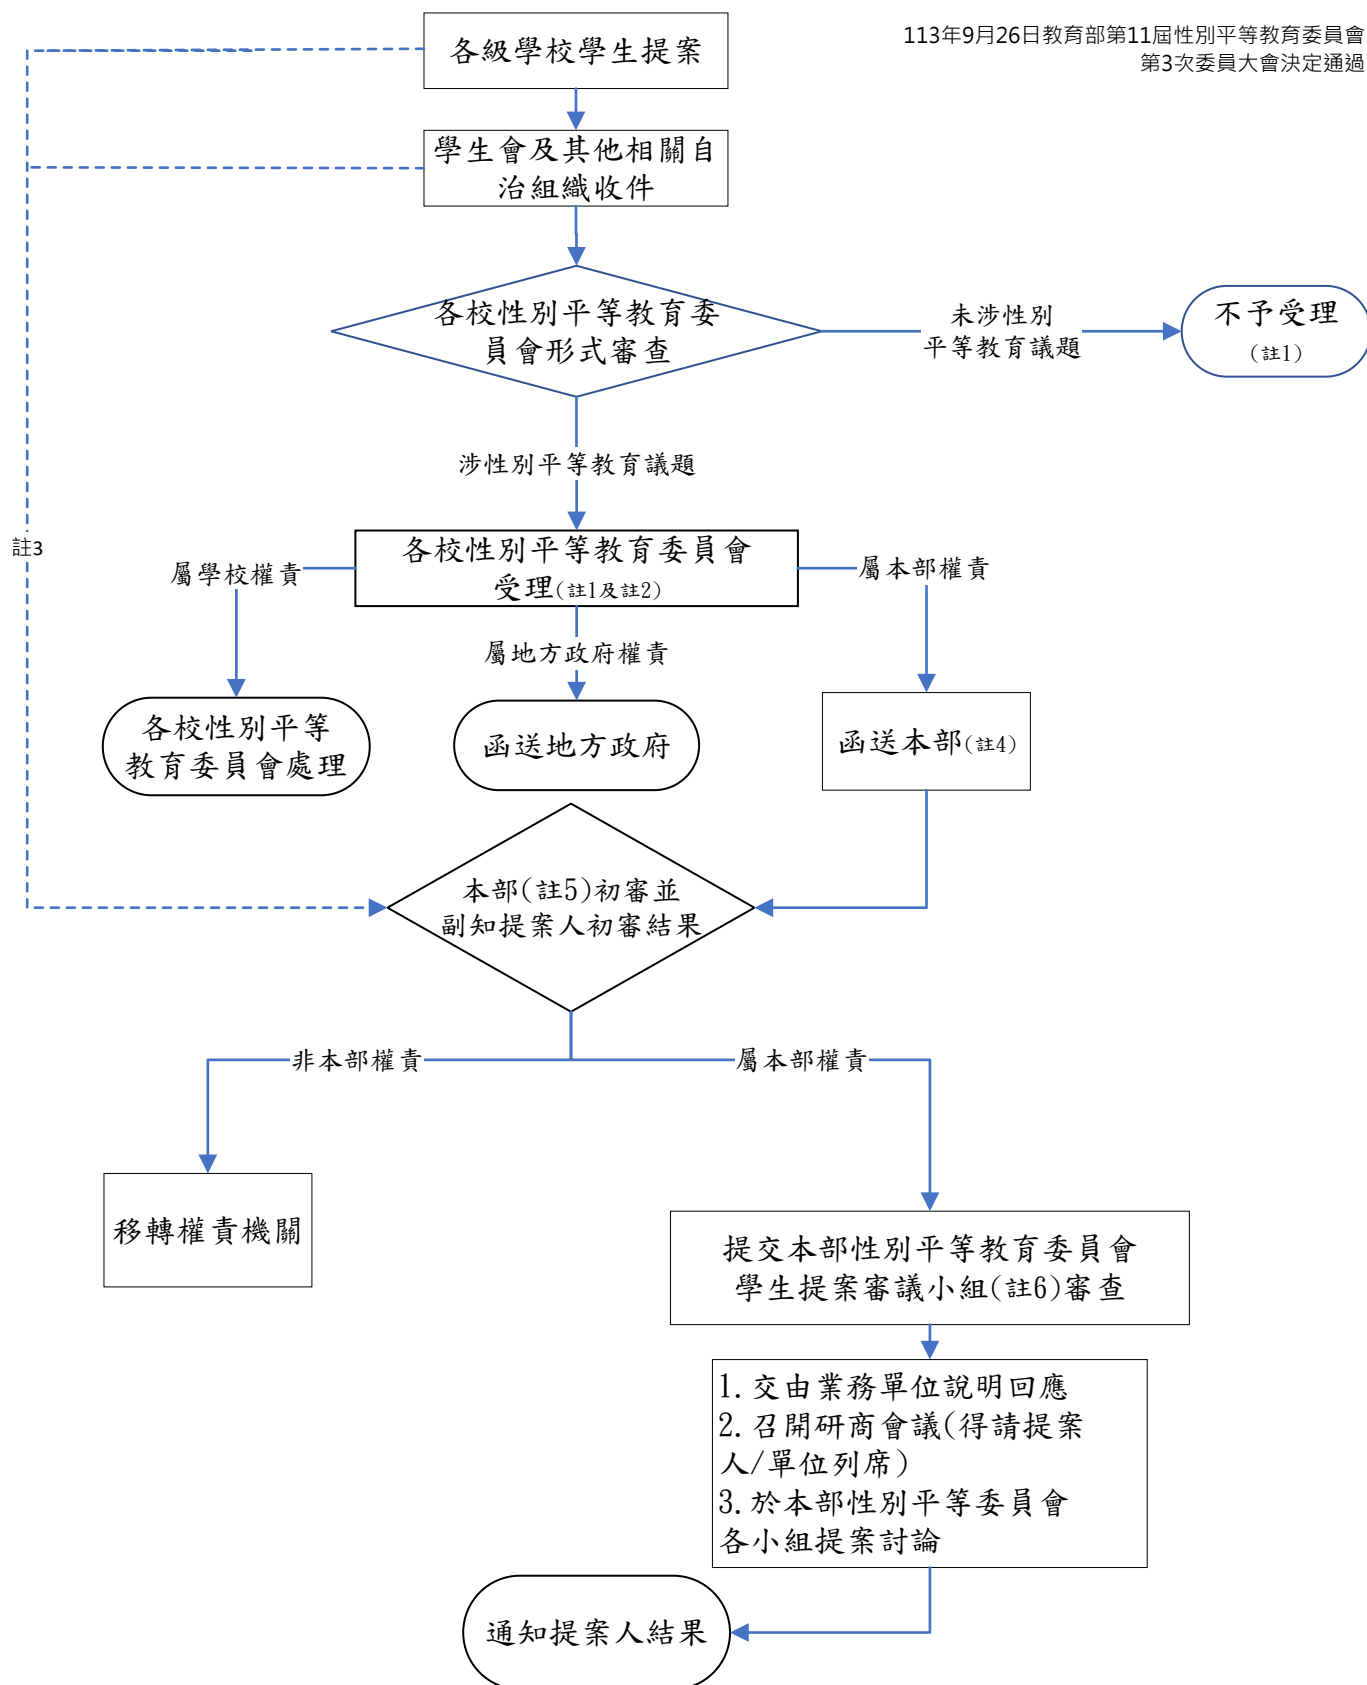 113年9月26日教育部第11屆性別平等教育委員會
第3次委員大會決定通過
各級學校學生提案
學生會及其他相關自
治組織收件
各校性別平等教育委
員會形式審查
未涉性別
平等教育議題
不予受理
(註1)
涉性別平等教育議題
註3
各校性別平等教育委員會
受理(註1及註2)
屬學校權責
屬本部權責
屬地方政府權責
各校性別平等
教育委員會處理
函送地方政府
函送本部(註4)
本部(註5)初審並
副知提案人初審結果
非本部權責
屬本部權責
移轉權責機關
提交本部性別平等教育委員會
學生提案審議小組(註6)審查
1.交由業務單位說明回應
2.召開研商會議(得請提案
人/單位列席)
3.於本部性別平等委員會
各小組提案討論
通知提案人結果